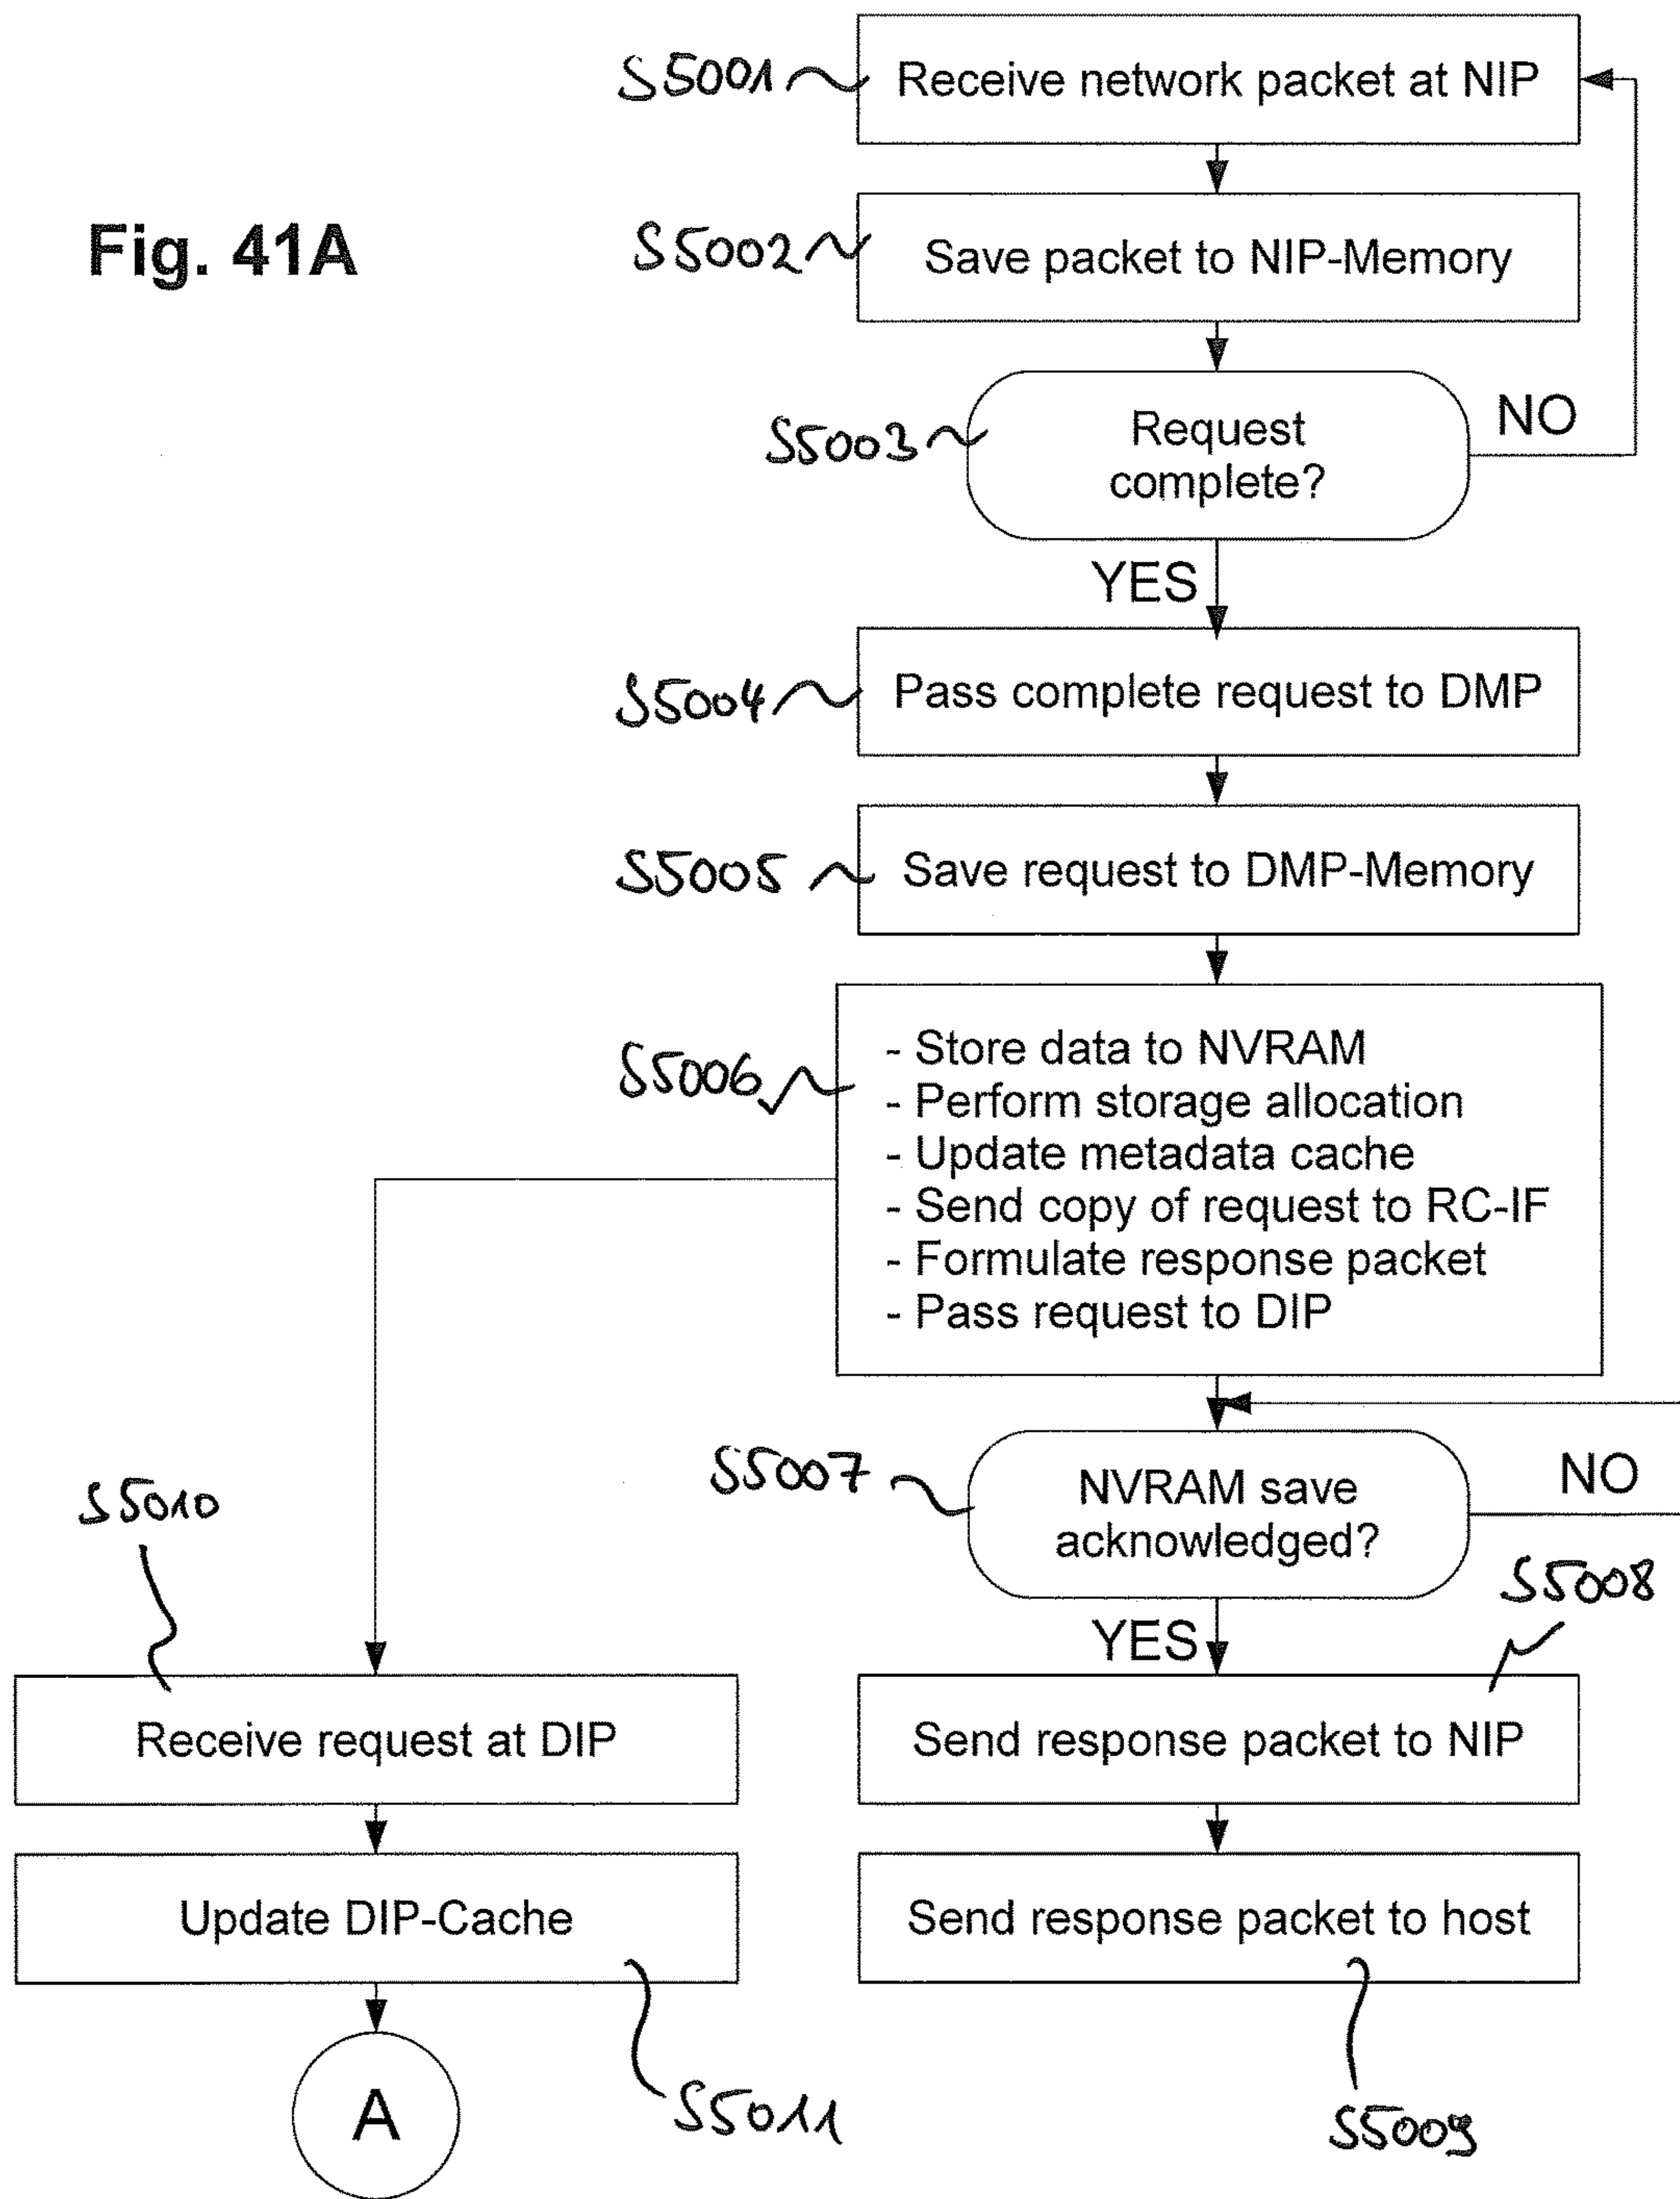 S5001
Receive network packet at NIP
Fig. 41A
S5002
Save packet to NIP-Memory
S5003
Request
complete?
NO
YES
S5004
Pass complete request to DMP
S5005
Save request to DMP-Memory
S5006
- Store data to NVRAM
- Perform storage allocation
- Update metadata cache
- Send copy of request to RC-IF
- Formulate response packet
- Pass request to DIP
S5007
NVRAM save
acknowledged?
NO
YES
S5010
S5008
Receive request at DIP
Send response packet to NIP
Update DIP-Cache
Send response packet to host
A
S5011
S5009